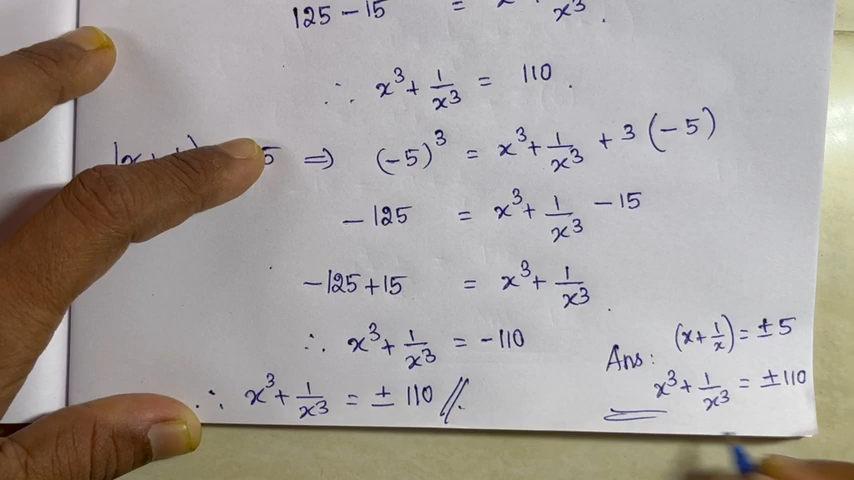 125 - 15 =
x³.
∴ x³ + 1/x³ = 110.
5 ⇒ (-5)³ = x³ + 1/x³ + 3(-5)
-125 = x³ + 1/x³ - 15
-125 + 15 = x³ + 1/x³.
∴ x³ + 1/x³ = -110
∴ x³ + 1/x³ = ± 110 //.
Ans: (x + 1/x) = ±5
x³ + 1/x³ = ±110